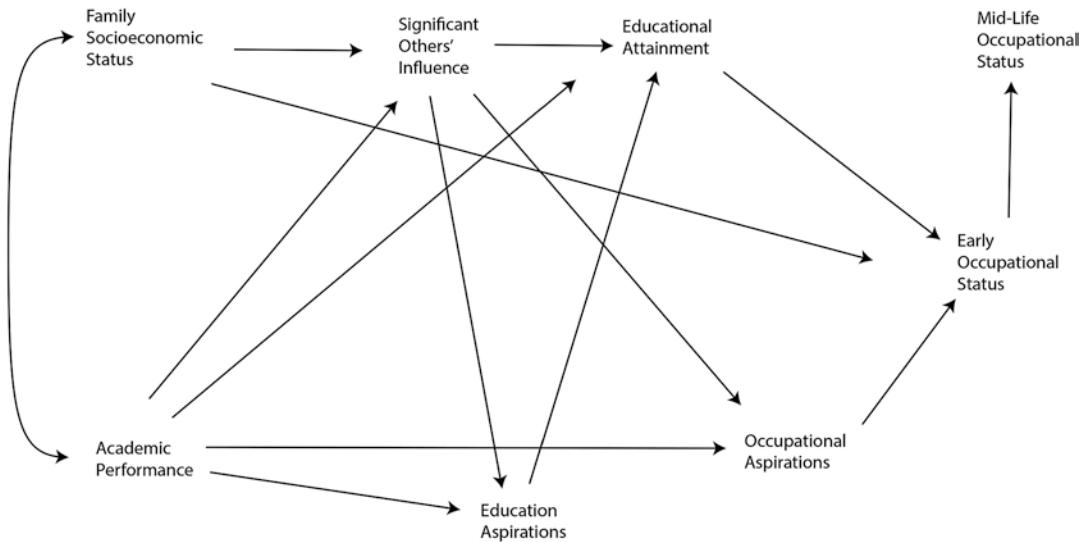 Family
Socioeconomic
Status
Significant
Others'
Influence
Educational
Attainment
Mid-Life
Occupational
Status
Early
Occupational
Status
Academic
Performance
Occupational
Aspirations
Education
Aspirations